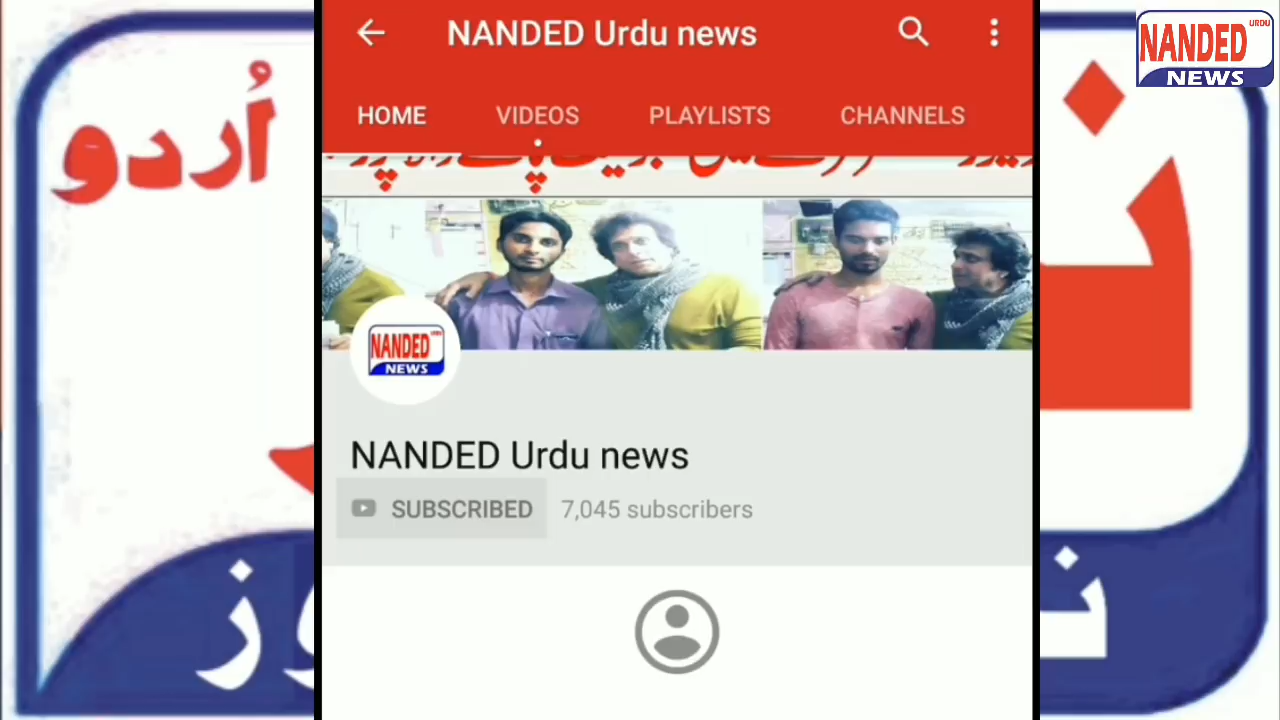 NANDED Urdu news
URDU
NANDED
NEWS
HOME VIDEOS PLAYLISTS CHANNELS
اُردو
NANDED
NEWS
NANDED Urdu news
SUBSCRIBED 7,045 subscribers